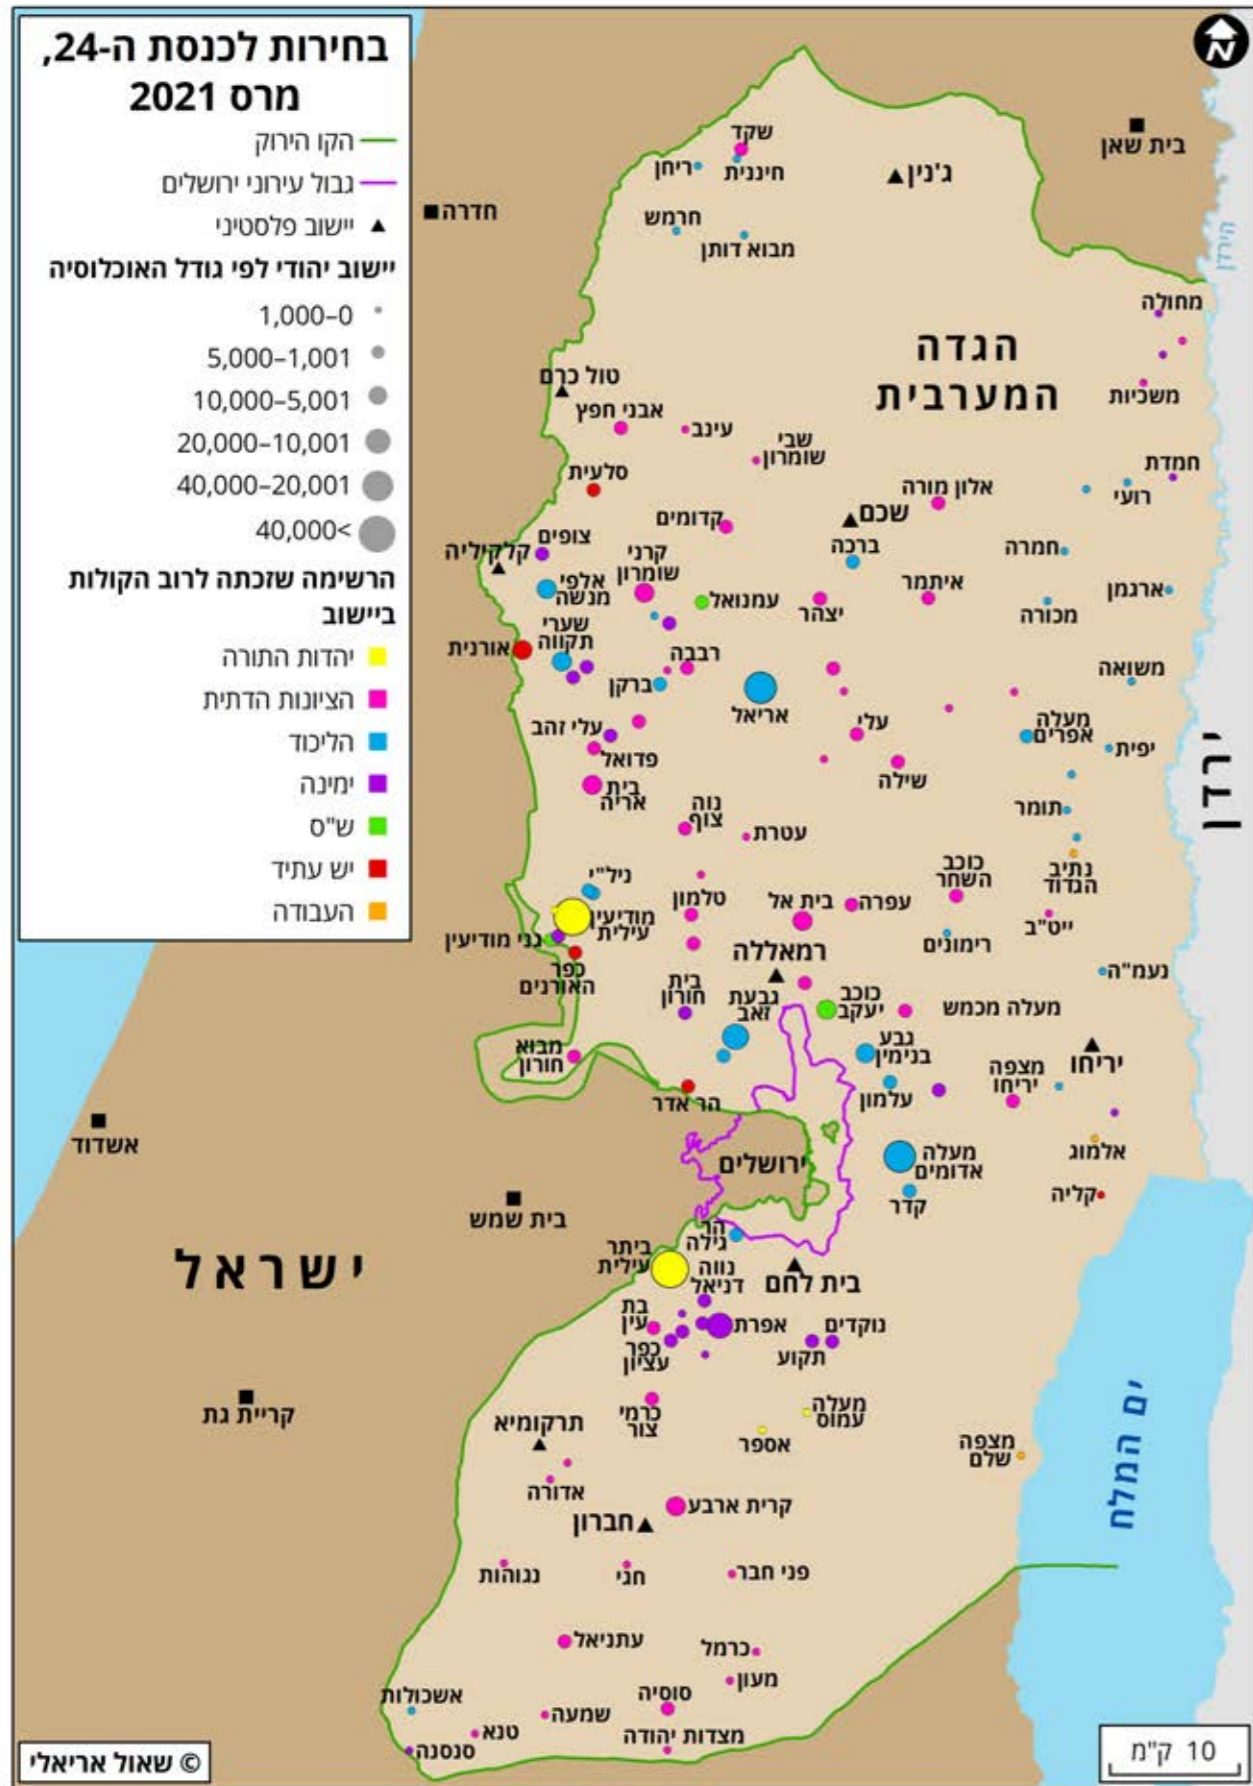 בחירות לכנסת ה-24,
מרס 2021
הקו הירוק
גבול עירוני ירושלים
יישוב פלסטיני
יישוב יהודי לפי גודל האוכלוסיה
1,000–0
5,000–1,001
10,000–5,001
20,000–10,001
40,000–20,001
40,000<
הרשימה שזכתה לרוב הקולות
ביישוב
יהדות התורה
הציונות הדתית
הליכוד
ימינה
ש"ס
יש עתיד
העבודה
N
בית שאן
שקד
חיננית
ריחן
ג'נין
חדרה
חרמש
מבוא דותן
הירדן
מחולה
הגדה
המערבית
משכיות
טול כרם
אבני חפץ
עינב
שבי
שומרון
חמדת
רועי
סלעית
אלון מורה
שכם
קדומים
צופים
קלקיליה
ברכה
חמרה
קרני
שומרון
אלפי
מנשה
עמנואל
יצהר
איתמר
מכורה
ארגמן
שערי
תקווה
אורנית
רבבה
ברקן
משואה
אריאל
עלי זהב
פדואל
עלי
שילה
מעלה
אפרים
יפית
ירדן
בית
אריה
נוה
צוף
עטרת
תומר
נתיב
הגדוד
ניל"י
כוכב
השחר
מודיעין
עילית
טלמון
בית אל
עפרה
ייט"ב
רימונים
גני מודיעין
כפר
האורנים
רמאללה
נעמ"ה
בית
חורון
גבעת
זאב
כוכב
יעקב
מעלה מכמש
מבוא
חורון
גבע
בנימין
יריחו
מצפה
יריחו
הר אדר
עלמון
אשדוד
ירושלים
אלמוג
מעלה
אדומים
קדר
קליה
בית שמש
הר
גילה
ישראל
ביתר
עילית
נווה
דניאל
בית לחם
בת
עין
אפרת
נוקדים
תקוע
כפר
עציון
קריית גת
כרמי
צור
מעלה
עמוס
אספר
תרקומיא
מצפה
שלם
ים המלח
אדורה
קרית ארבע
חברון
נגוהות
חגי
פני חבר
עתניאל
כרמל
מעון
אשכולות
סוסיה
שמעה
טנא
מצדות יהודה
סנסנה
© שאול אריאלי
10 ק"מ